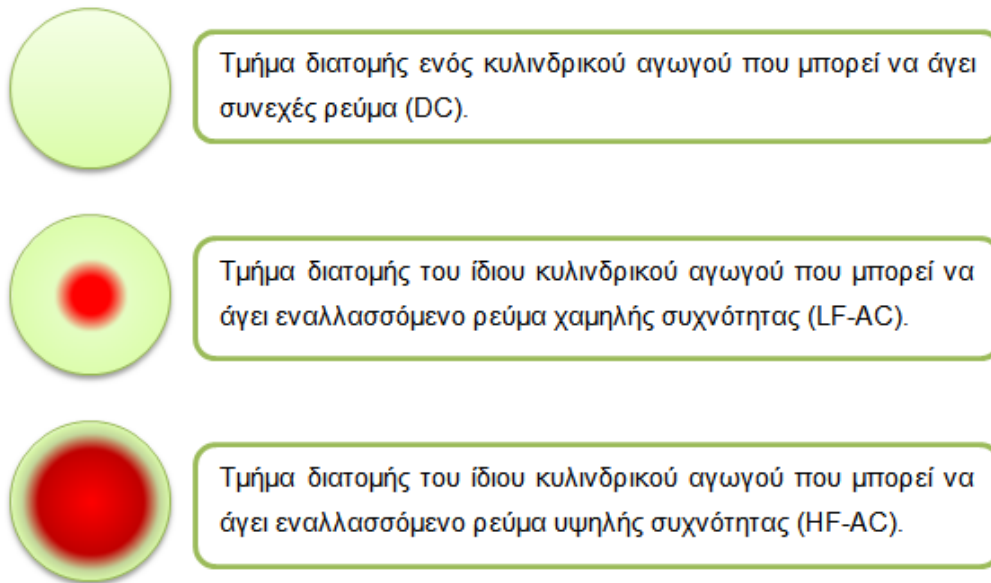 Τμήμα διατομής ενός κυλινδρικού αγωγού που μπορεί να άγει
συνεχές ρεύμα (DC).
Τμήμα διατομής του ίδιου κυλινδρικού αγωγού που μπορεί να
άγει εναλλασσόμενο ρεύμα χαμηλής συχνότητας (LF-AC).
Τμήμα διατομής του ίδιου κυλινδρικού αγωγού που μπορεί να
άγει εναλλασσόμενο ρεύμα υψηλής συχνότητας (HF-AC).